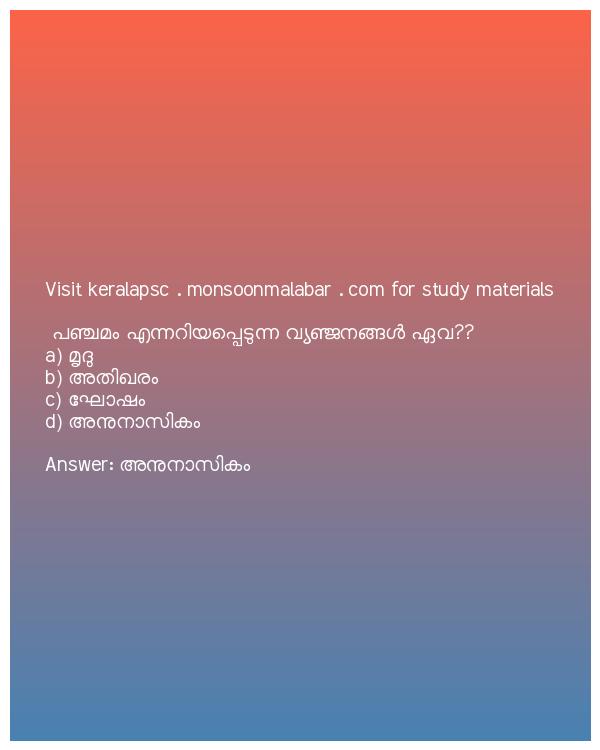 Visit keralapsc . monsoonmalabar . com for study materials
പഞ്ചമം എന്നറിയപ്പെടുന്ന വ്യഞ്ജനങ്ങൾ ഏവ??
a) മൃദു
b) അതിഖരം
c) ഘോഷം
d) അനുനാസികം
Answer: അനുനാസികം